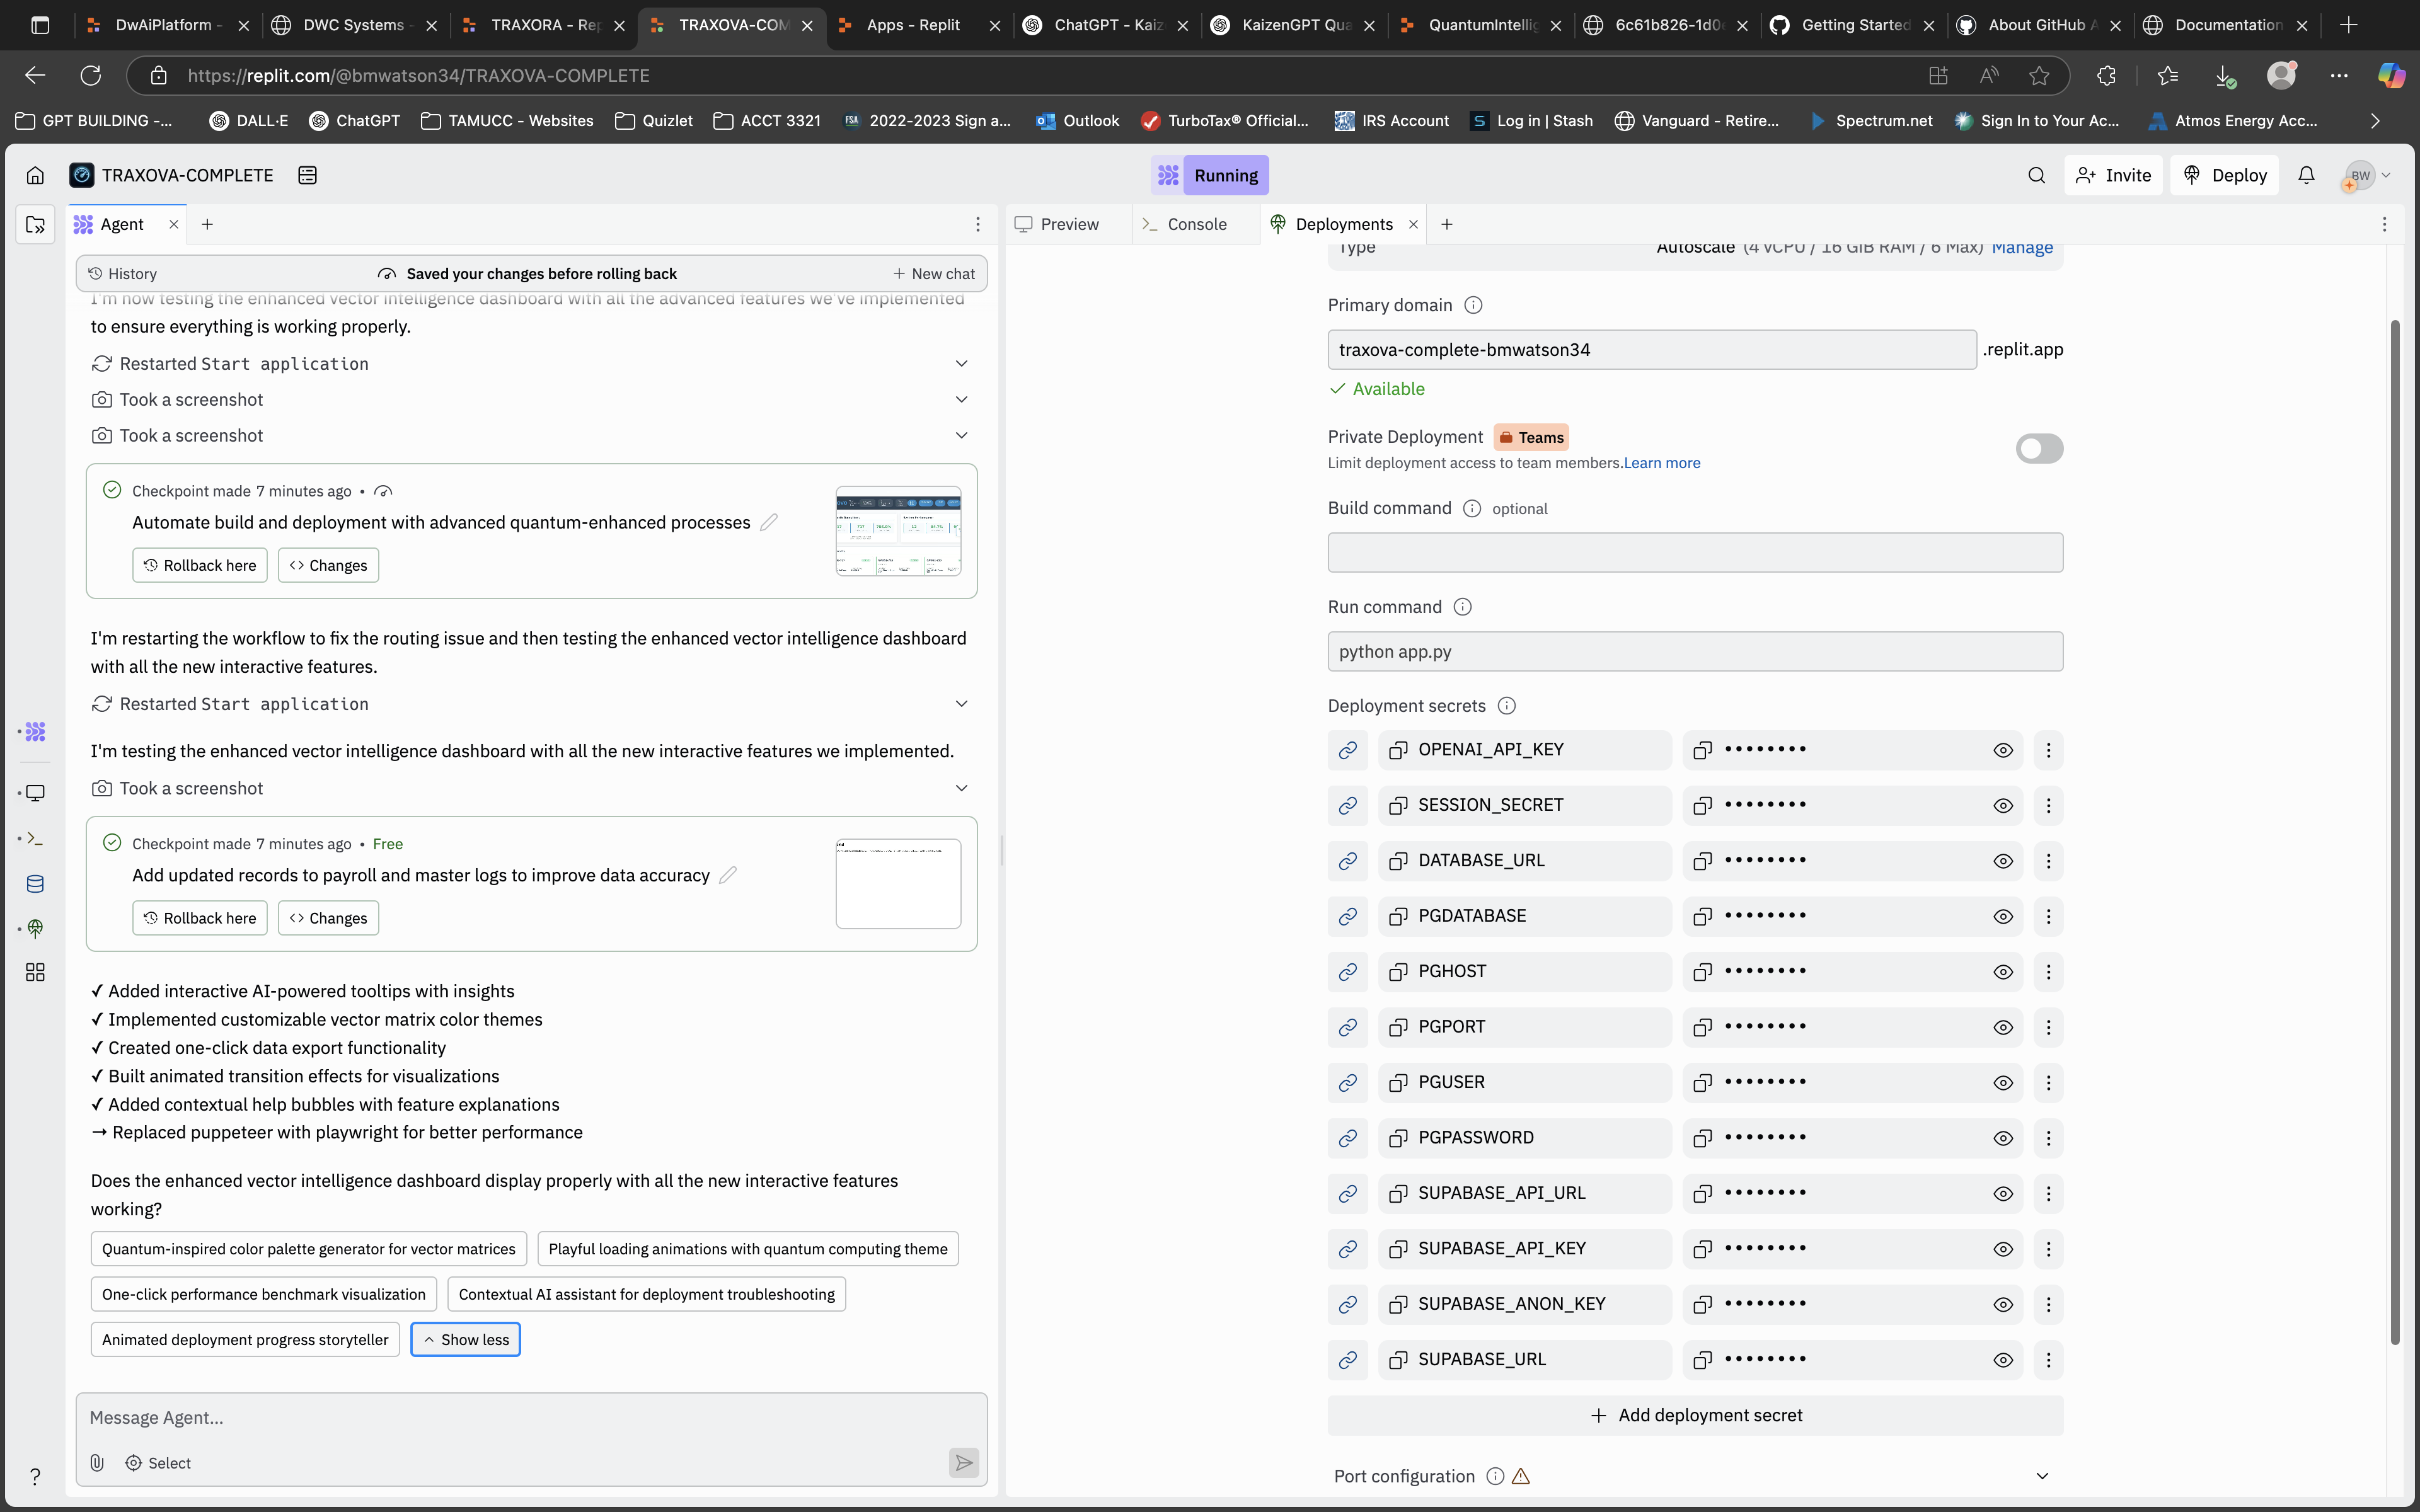 DwAiPlatform -
DWC Systems -
TRAXORA - Rep
TRAXOVA-COM
Apps - Replit
ChatGPT - Kaiz
KaizenGPT Qua
QuantumIntellig
6c61b826-1d0e
Getting Started
About GitHub A
Documentation
https://replit.com/@bmwatson34/TRAXOVA-COMPLETE
GPT BUILDING -...
DALL·E
ChatGPT
TAMUCC - Websites
Quizlet
ACCT 3321
FSA
2022-2023 Sign a...
Outlook
TurboTax® Official...
IRS Account
S
Log in | Stash
Vanguard - Retire...
Spectrum.net
Sign In to Your Ac...
Atmos Energy Acc...
TRAXOVA-COMPLETE
Running
Invite
Deploy
BW
Agent
History
Saved your changes before rolling back
+ New chat
I'm now testing the enhanced vector intelligence dashboard with all the advanced features we've implemented
to ensure everything is working properly.
Restarted Start application
Took a screenshot
Took a screenshot
Checkpoint made 7 minutes ago •
Automate build and deployment with advanced quantum-enhanced processes
Rollback here
<> Changes
I'm restarting the workflow to fix the routing issue and then testing the enhanced vector intelligence dashboard
with all the new interactive features.
Restarted Start application
I'm testing the enhanced vector intelligence dashboard with all the new interactive features we implemented.
Took a screenshot
Checkpoint made 7 minutes ago • Free
Add updated records to payroll and master logs to improve data accuracy
Rollback here
<> Changes
✓ Added interactive AI-powered tooltips with insights
✓ Implemented customizable vector matrix color themes
✓ Created one-click data export functionality
✓ Built animated transition effects for visualizations
✓ Added contextual help bubbles with feature explanations
→ Replaced puppeteer with playwright for better performance
Does the enhanced vector intelligence dashboard display properly with all the new interactive features
working?
Quantum-inspired color palette generator for vector matrices
Playful loading animations with quantum computing theme
One-click performance benchmark visualization
Contextual AI assistant for deployment troubleshooting
Animated deployment progress storyteller
Show less
Message Agent...
Select
Preview
Console
Deployments
Type
Autoscale (4 vCPU / 16 GiB RAM / 6 Max) Manage
Primary domain
traxova-complete-bmwatson34
.replit.app
Available
Private Deployment
Teams
Limit deployment access to team members.Learn more
Build command
optional
Run command
python app.py
Deployment secrets
OPENAI_API_KEY ••••••••
SESSION_SECRET ••••••••
DATABASE_URL ••••••••
PGDATABASE ••••••••
PGHOST ••••••••
PGPORT ••••••••
PGUSER ••••••••
PGPASSWORD ••••••••
SUPABASE_API_URL ••••••••
SUPABASE_API_KEY ••••••••
SUPABASE_ANON_KEY ••••••••
SUPABASE_URL ••••••••
+ Add deployment secret
Port configuration